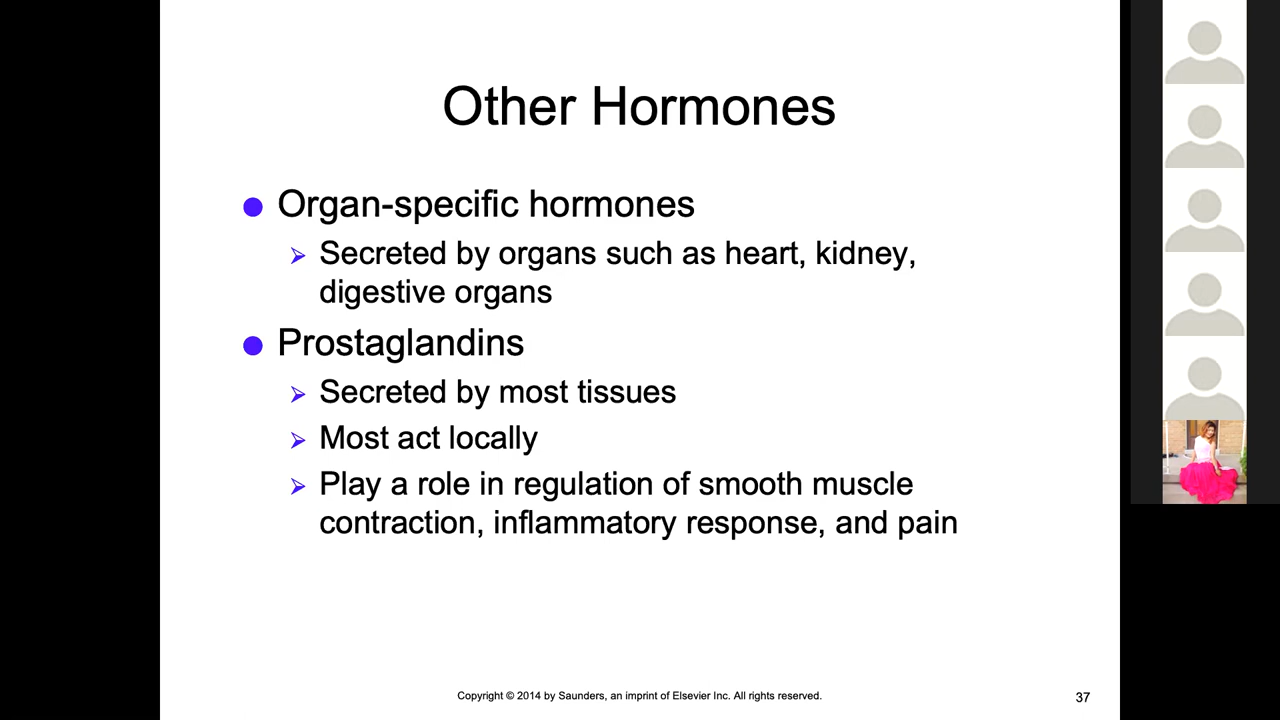 Other Hormones
Organ-specific hormones
Secreted by organs such as heart, kidney,
digestive organs
Prostaglandins
Secreted by most tissues
Most act locally
Play a role in regulation of smooth muscle
contraction, inflammatory response, and pain
Copyright © 2014 by Saunders, an imprint of Elsevier Inc. All rights reserved.
37